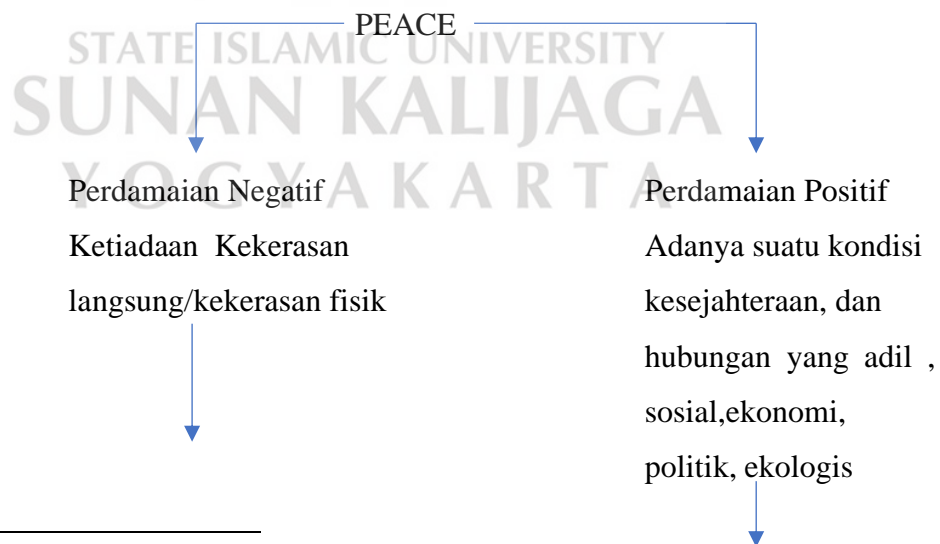 PEACE
STATE ISLAMIC UNIVERSITY
SUNAN KALIJAGA
YOGYAKARTA
Perdamaian Negatif
Ketiadaan Kekerasan
langsung/kekerasan fisik
Perdamaian Positif
Adanya suatu kondisi
kesejahteraan, dan
hubungan yang adil ,
sosial,ekonomi,
politik, ekologis